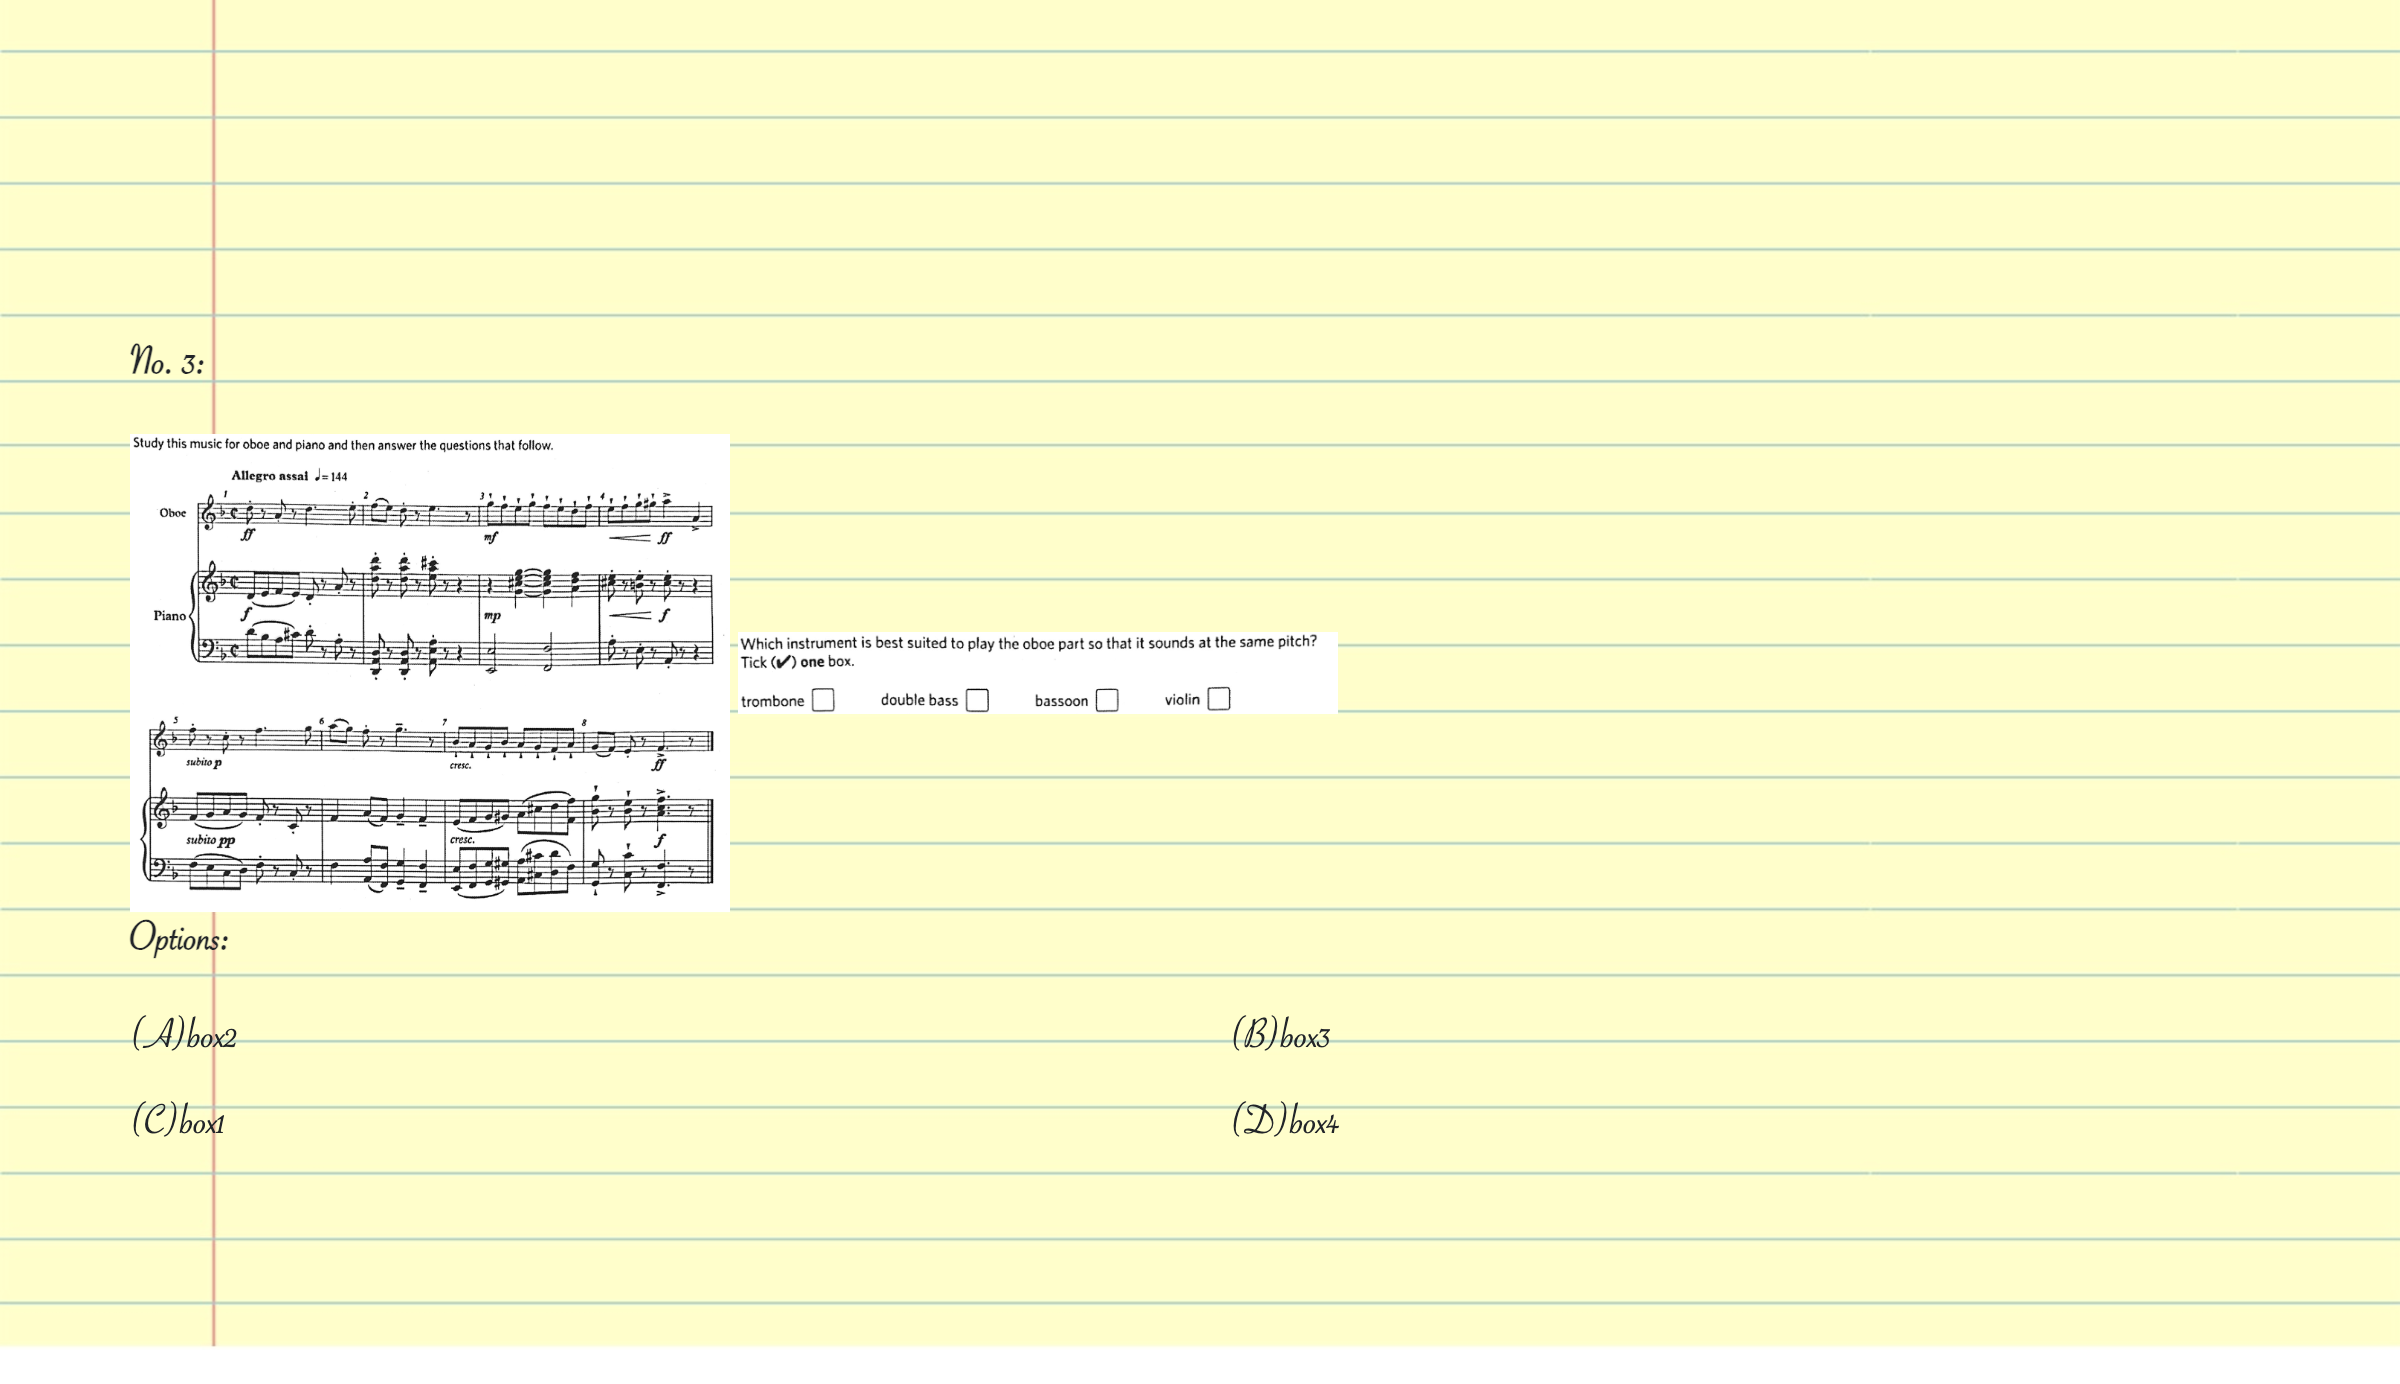 No. 3:
Study this music for oboe and piano and then answer the questions that follow.
Allegro assai ♩= 144
1 2 3 4
Oboe
ff mf ff
Piano
f mp f
Which instrument is best suited to play the oboe part so that it sounds at the same pitch?
Tick (✔) one box.
trombone double bass bassoon violin
5 6 7 8
subito p cresc. ff
subito pp cresc. f
Options:
(A)box2 (B)box3
(C)box1 (D)box4